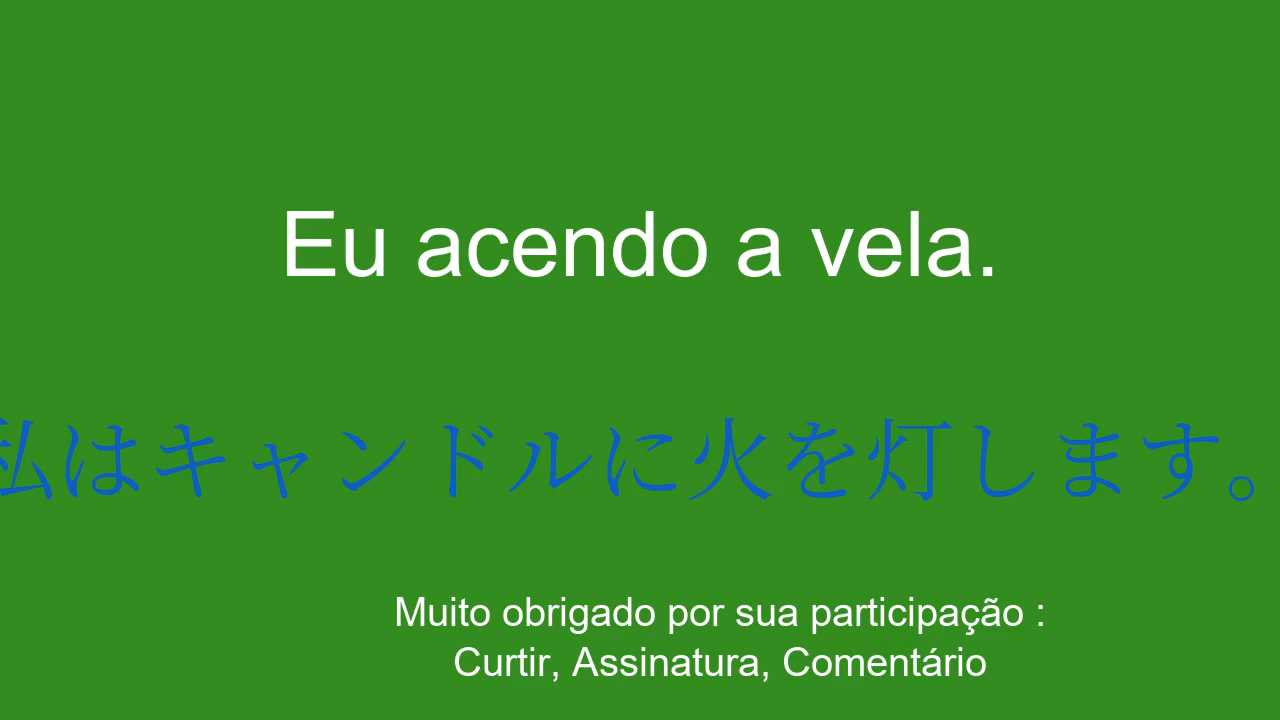 Eu acendo a vela.
私はキャンドルに火を灯します。
Muito obrigado por sua participação :
Curtir, Assinatura, Comentário